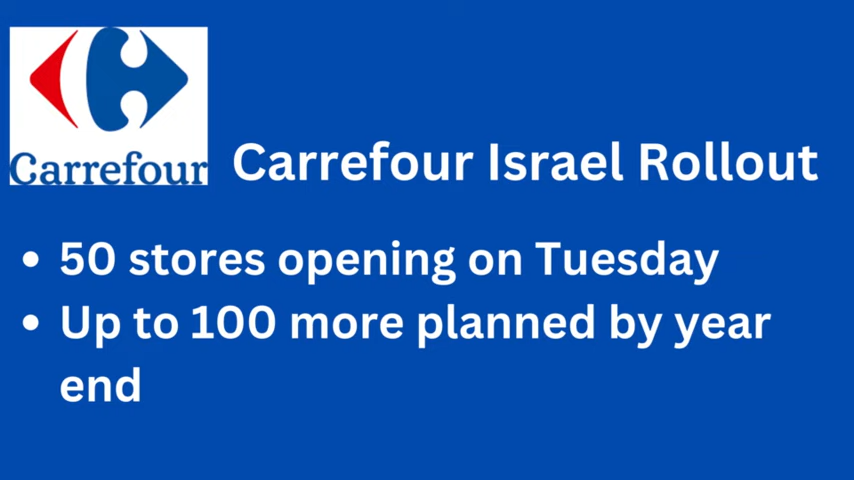 Carrefour
Carrefour Israel Rollout
• 50 stores opening on Tuesday
• Up to 100 more planned by year
end